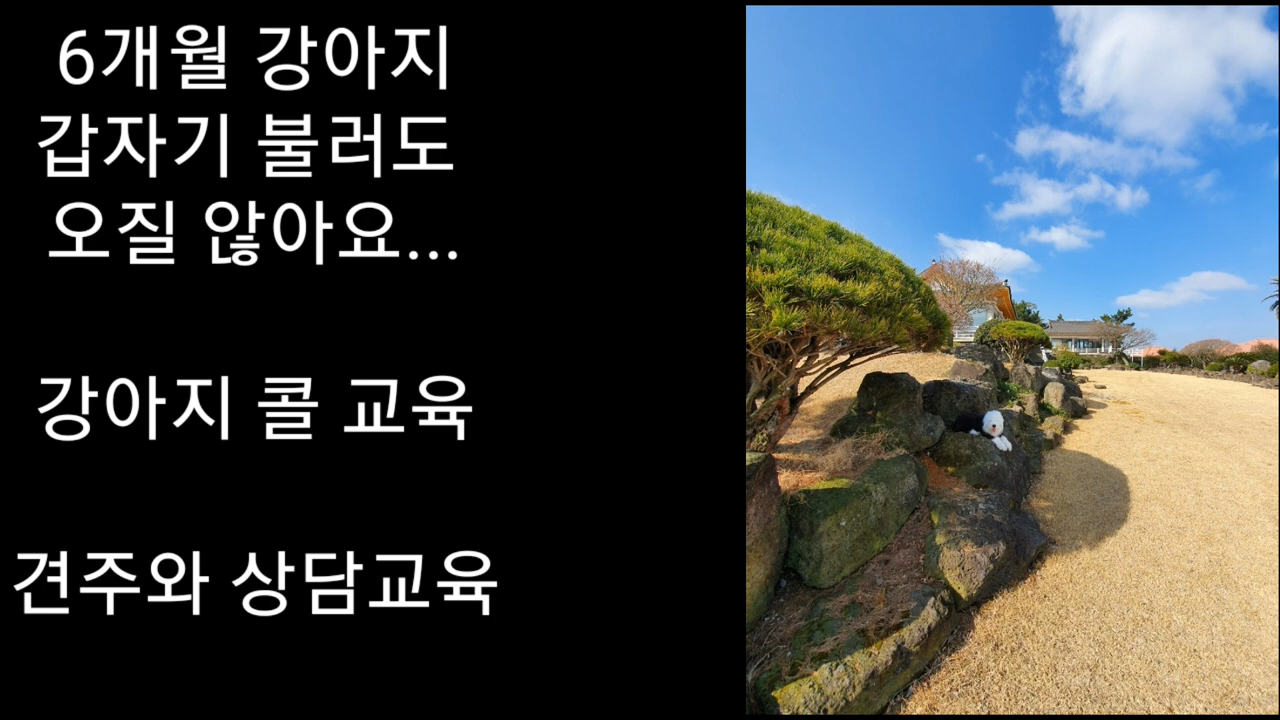 6개월 강아지
갑자기 불러도
오질 않아요...
강아지 콜 교육
견주와 상담교육